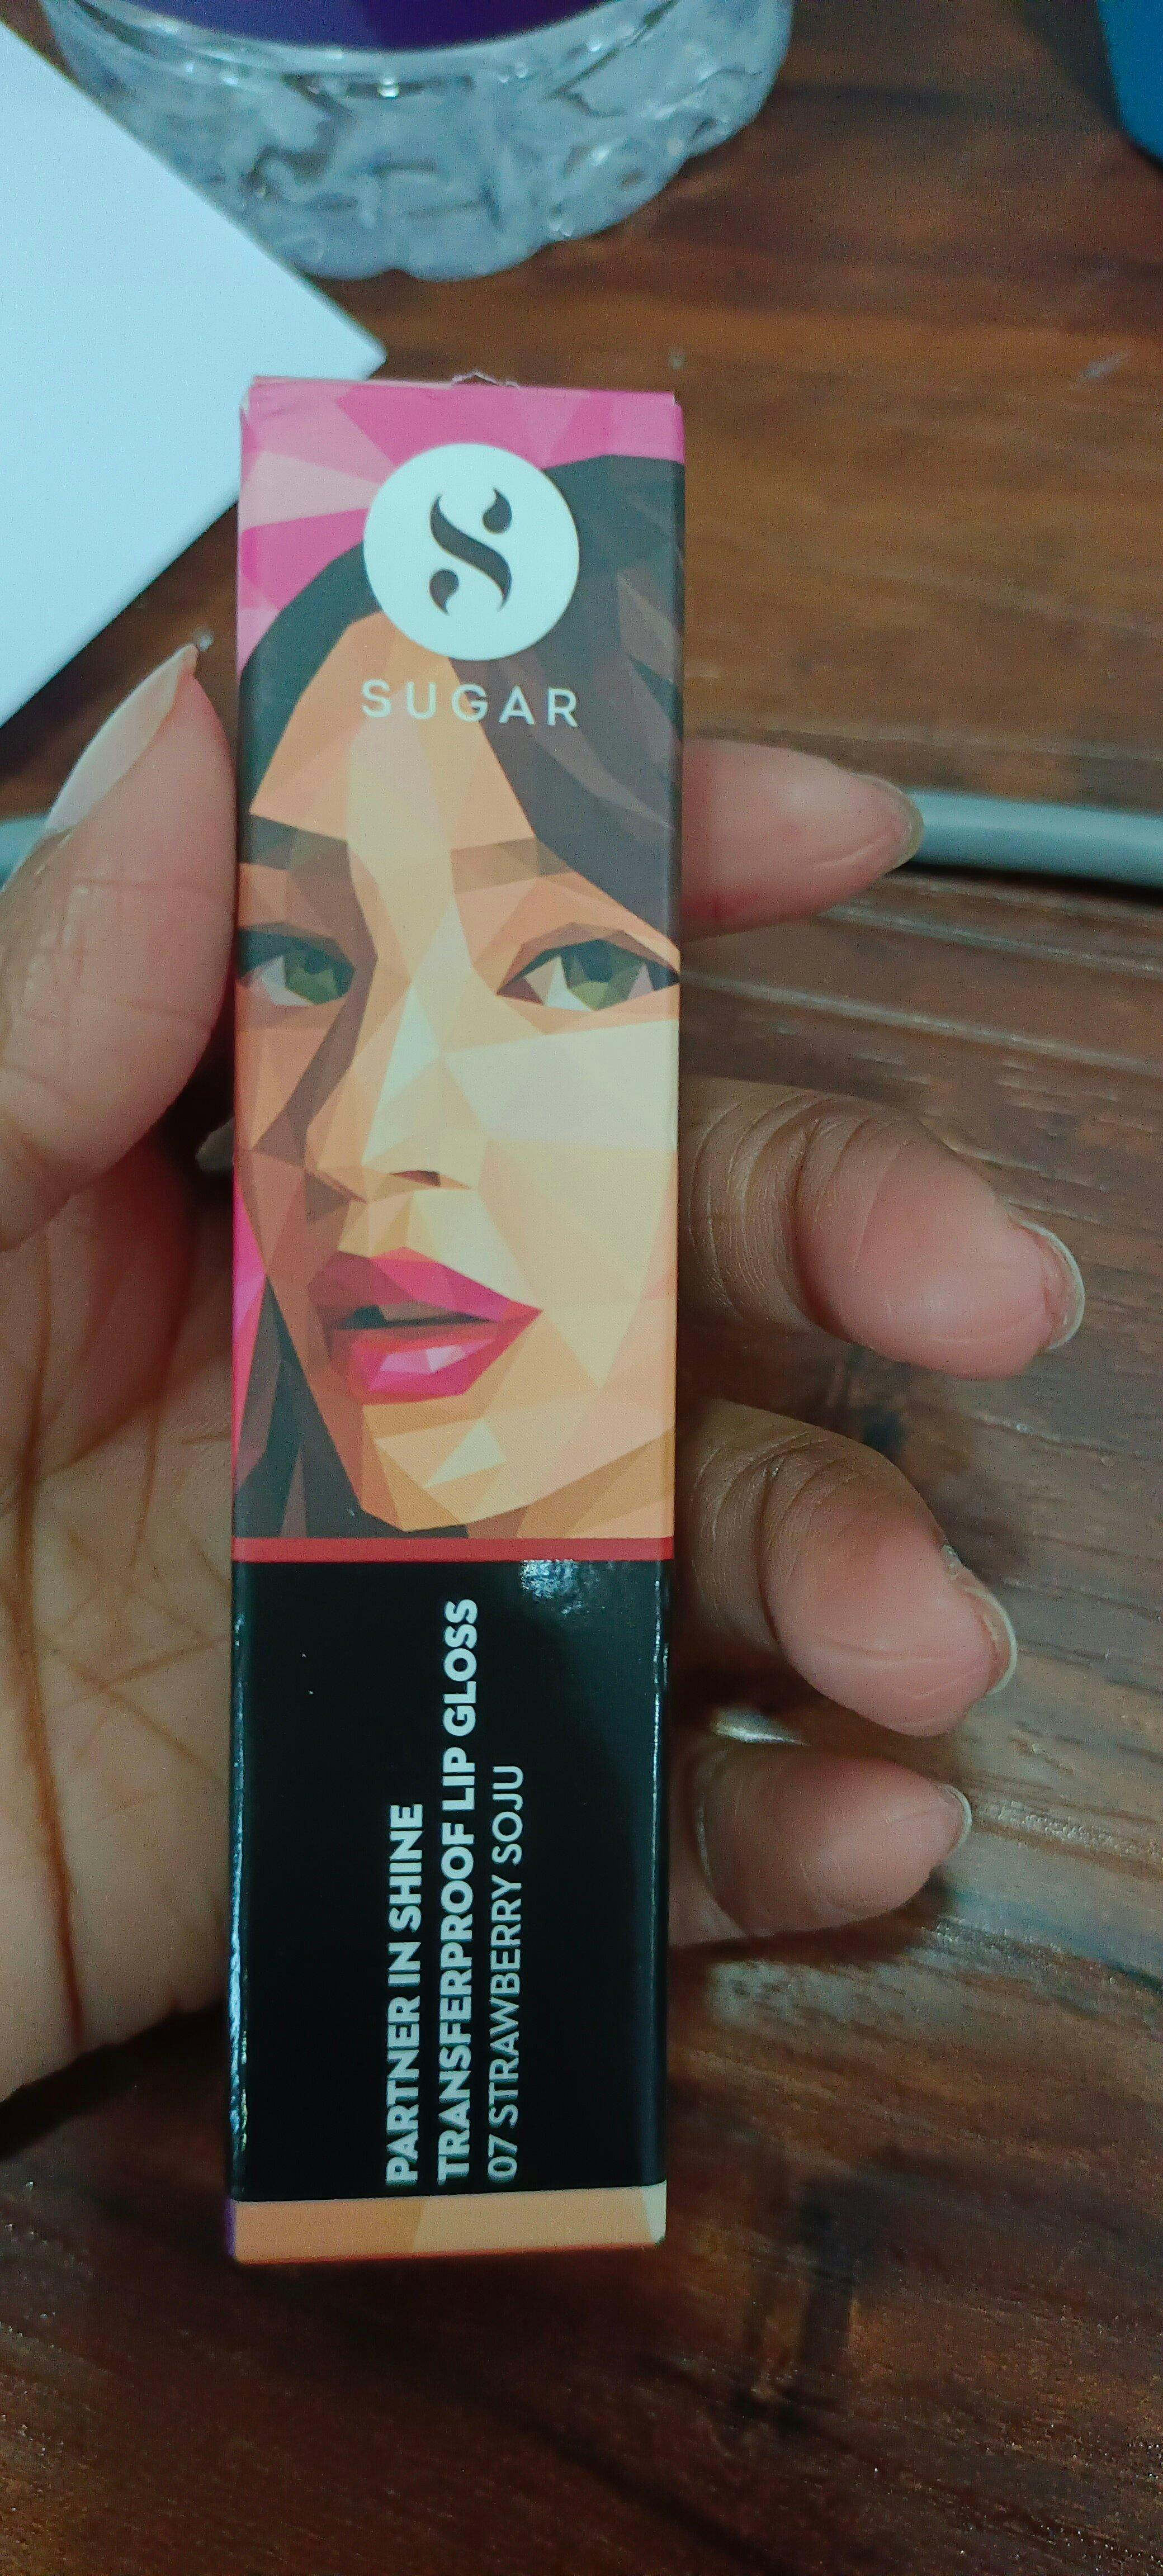 SUGAR
PARTNER IN SHINE
TRANSFERPROOF LIP GLOSS
07 STRAWBERRY SOJU